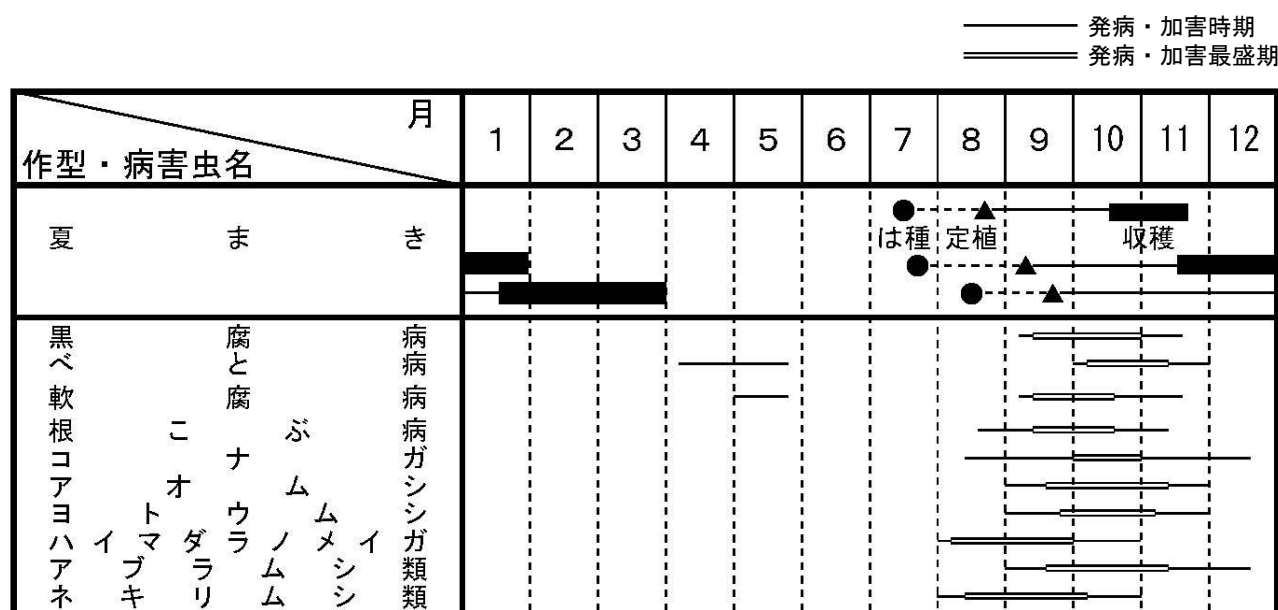 発病・加害時期
発病・加害最盛期
月
作型・病害虫名
1 2 3 4 5 6 7 8 9 10 11 12
夏まき
は種 定植 収穫
黒腐病
べと病
軟腐病
根こぶ病
コナガ
アオムシ
ヨトウムシ
ハイマダラノメイガ
アブラムシ類
ネキリムシ類